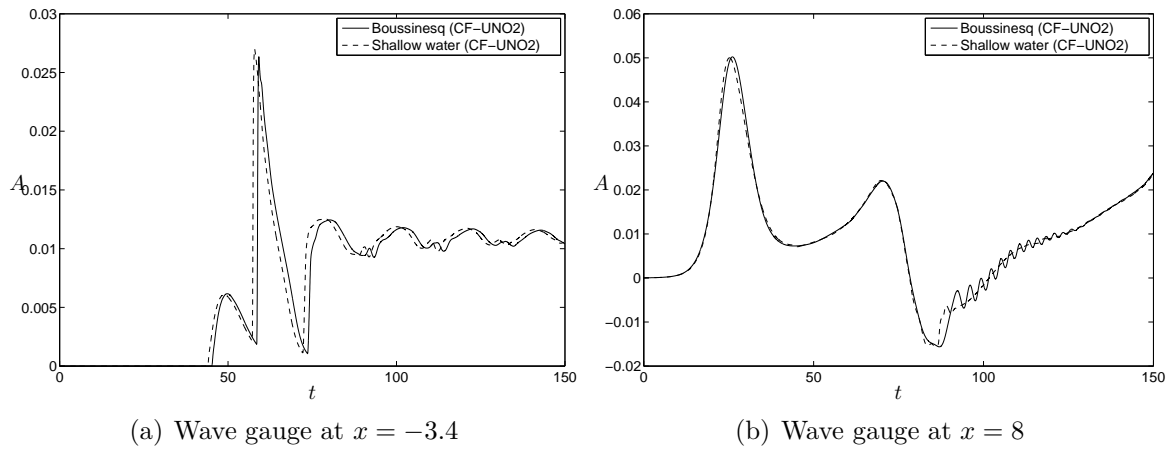 0.03
0.025
0.02
0.015
0.01
0.005
0
A
0 50 100 150
t
Boussinesq (CF−UNO2)
Shallow water (CF−UNO2)
(a) Wave gauge at x = −3.4
0.06
0.05
0.04
0.03
0.02
0.01
0
−0.01
−0.02
A
0 50 100 150
t
Boussinesq (CF−UNO2)
Shallow water (CF−UNO2)
(b) Wave gauge at x = 8